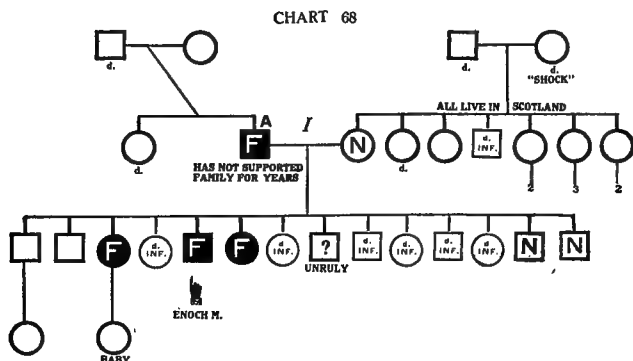 CHART 68
d.
d.
d.
"SHOCK"
ALL LIVE IN SCOTLAND
A
I
d.
F
N
d.
d.
INF.
HAS NOT SUPPORTED
FAMILY FOR YEARS
2
3
2
F
d.
INF.
F
F
d.
INF.
?
d.
INF.
d.
INF.
d.
INF.
d.
INF.
N
N
UNRULY
ENOCH M.
BABY